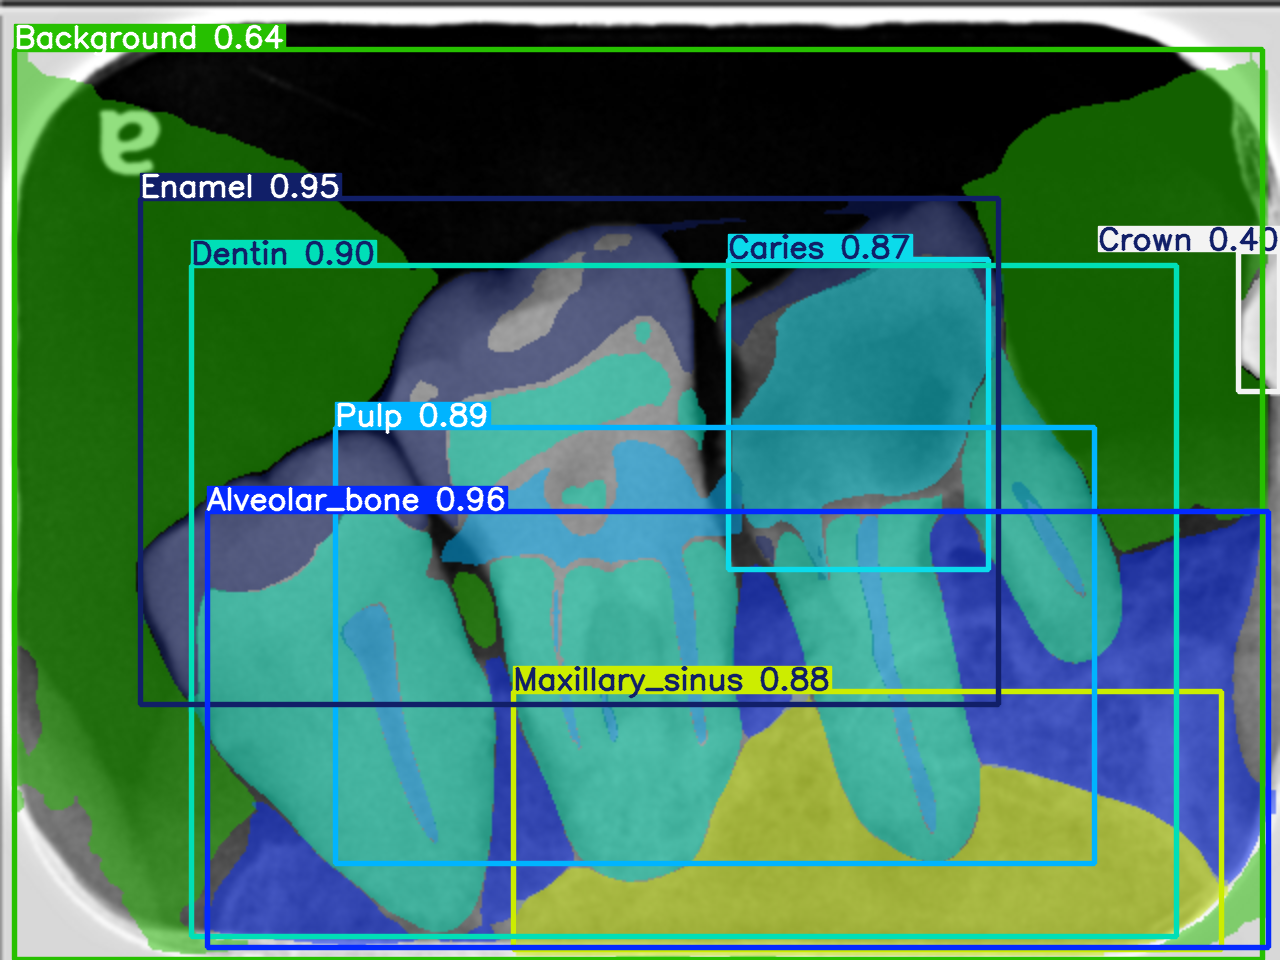 Background 0.64
a
Enamel 0.95
Dentin 0.90
Caries 0.87
Crown 0.40
Pulp 0.89
Alveolar_bone 0.96
Maxillary_sinus 0.88